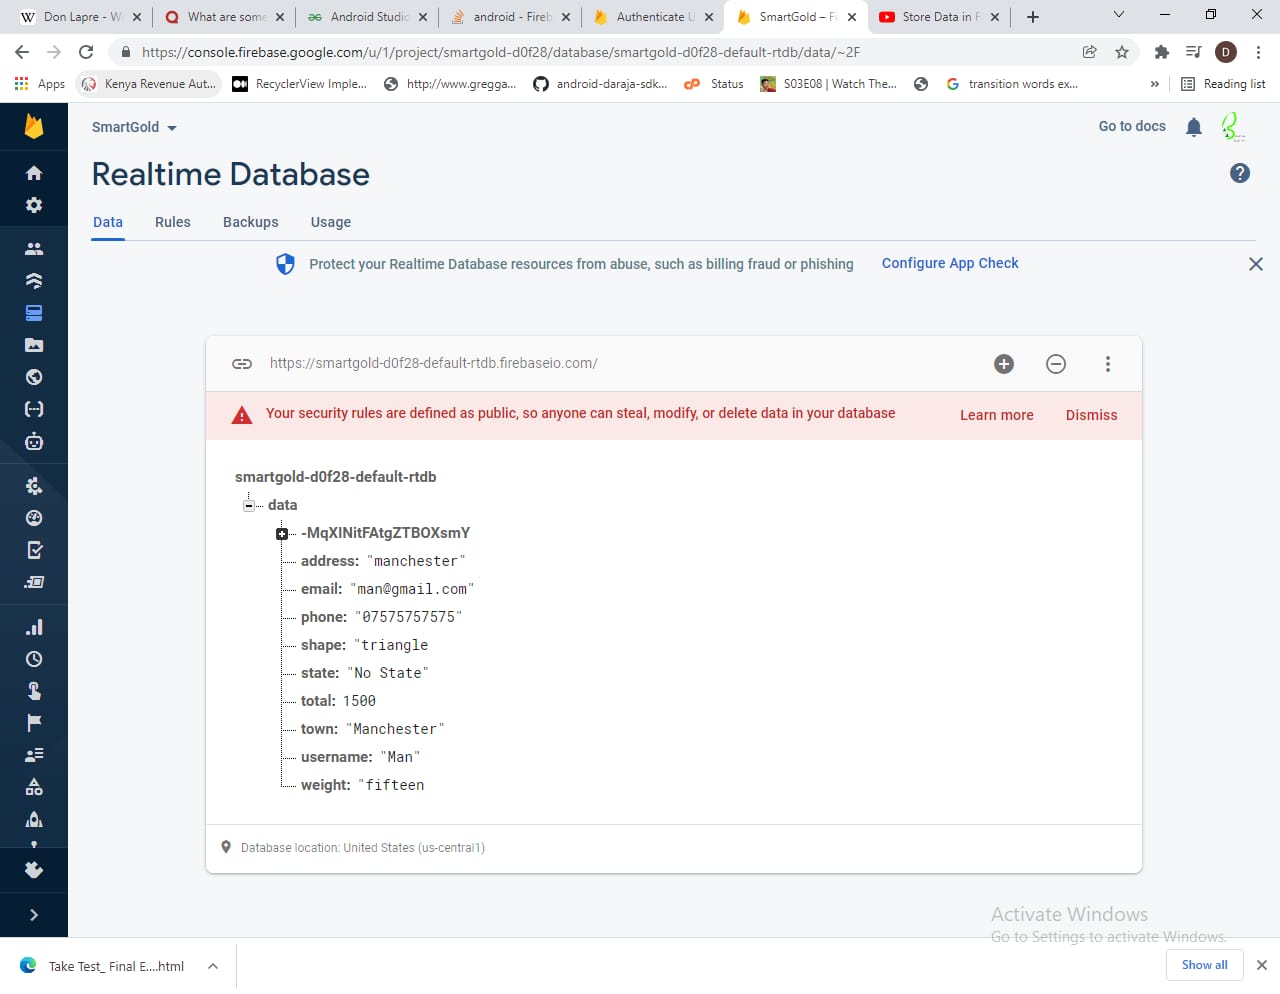 Don Lapre - W
What are some
Android Studio
android - Fireb
Authenticate U
SmartGold – Fi
Store Data in F
https://console.firebase.google.com/u/1/project/smartgold-d0f28/database/smartgold-d0f28-default-rtdb/data/~2F
D
Apps
Kenya Revenue Aut...
RecyclerView Imple...
http://www.gregga...
android-daraja-sdk...
Status
S03E08 | Watch The...
transition words ex...
»
Reading list
SmartGold
Go to docs
Realtime Database
Data
Rules
Backups
Usage
Protect your Realtime Database resources from abuse, such as billing fraud or phishing
Configure App Check
https://smartgold-d0f28-default-rtdb.firebaseio.com/
Your security rules are defined as public, so anyone can steal, modify, or delete data in your database
Learn more
Dismiss
smartgold-d0f28-default-rtdb
data
-MqXlNitFAtgZTBOXsmY
address: "manchester"
email: "man@gmail.com"
phone: "07575757575"
shape: "triangle
state: "No State"
total: 1500
town: "Manchester"
username: "Man"
weight: "fifteen
Database location: United States (us-central1)
Activate Windows
Go to Settings to activate Windows.
Take Test_ Final E....html
Show all